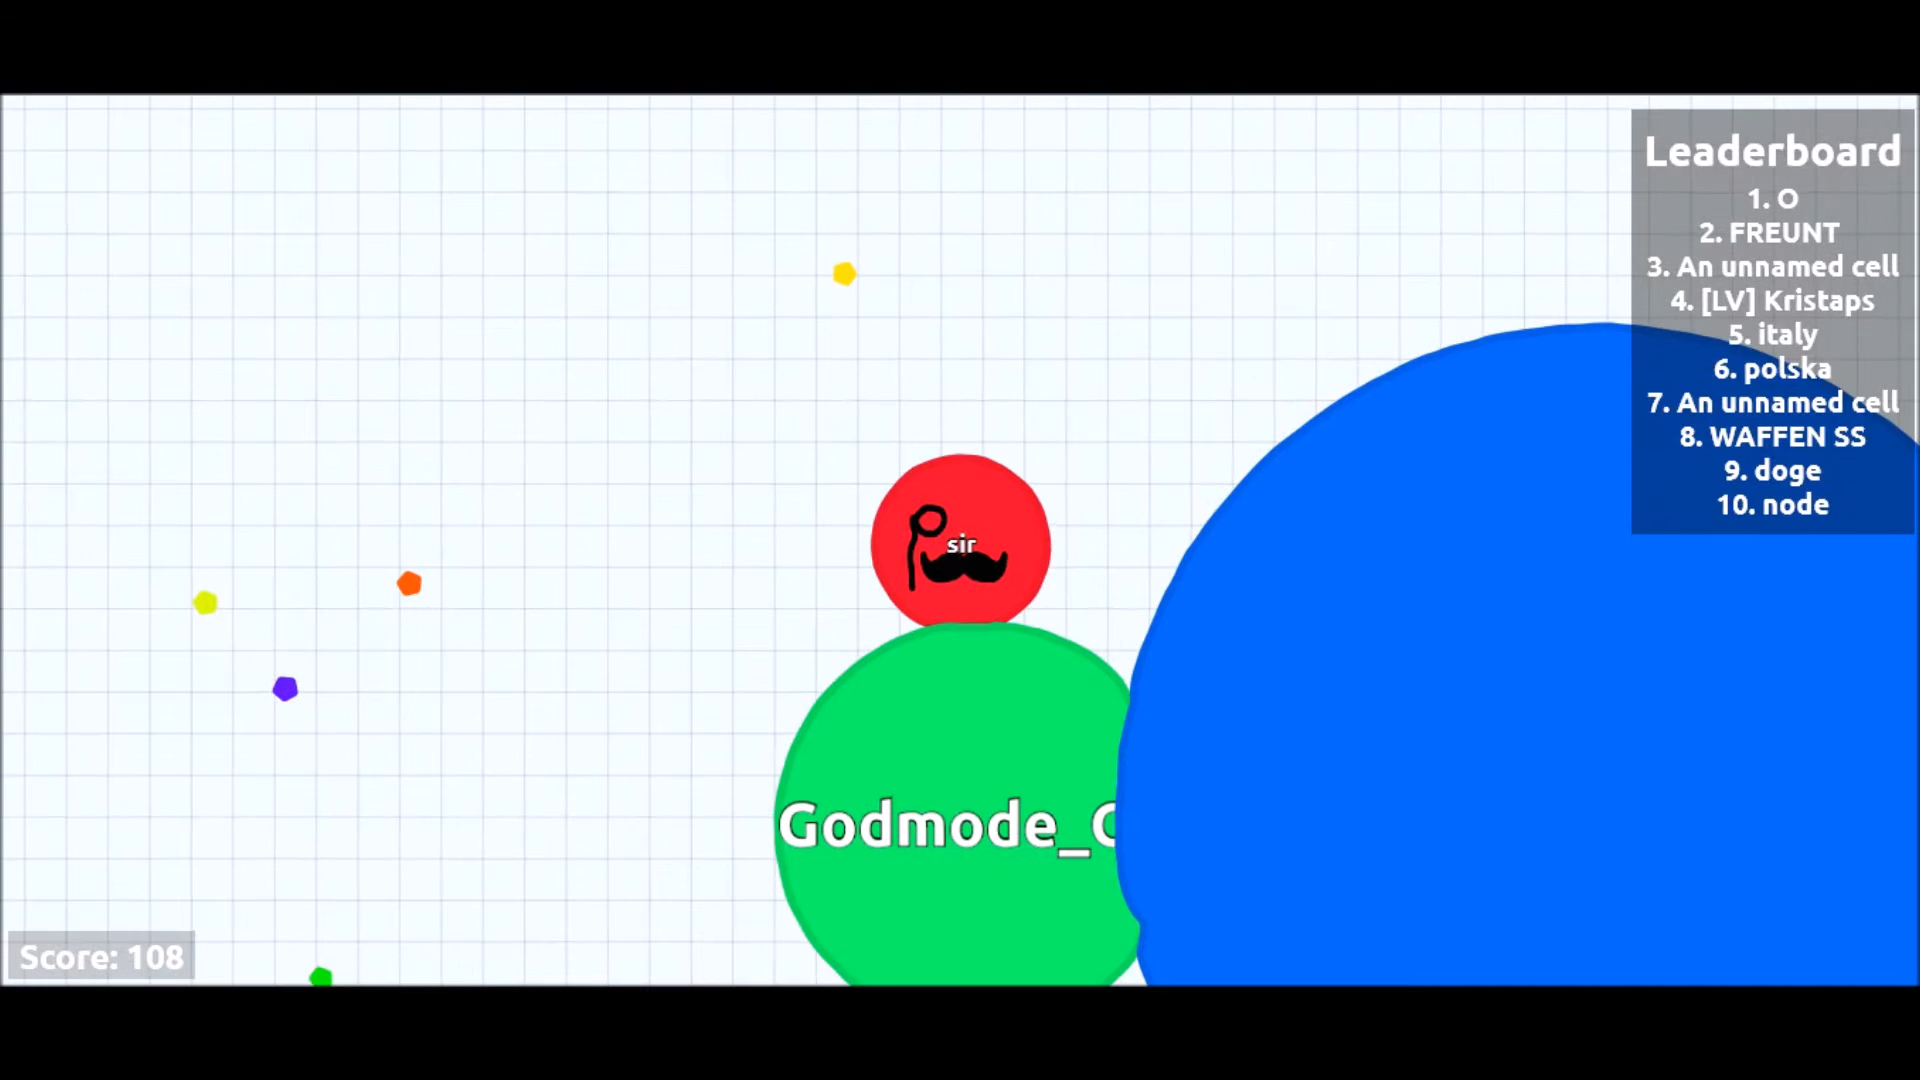 Leaderboard
1. O
2. FREUNT
3. An unnamed cell
4. [LV] Kristaps
5. italy
6. polska
7. An unnamed cell
8. WAFFEN SS
9. doge
10. node
sir
Godmode_
Score: 108